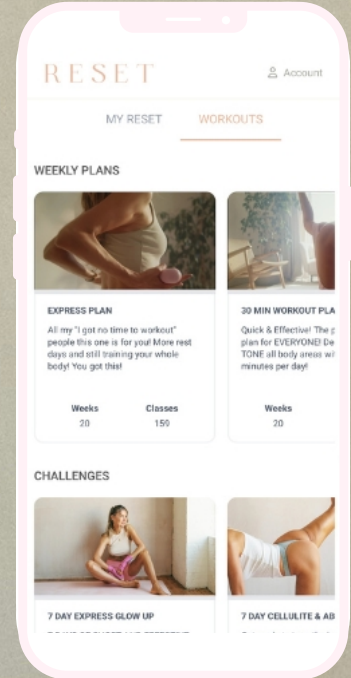 RESET
Account
MY RESET
WORKOUTS
WEEKLY PLANS
EXPRESS PLAN
All my "I got no time to workout"
people this one is for you! More rest
days and still training your whole
body! You got this!
Weeks
Classes
20
159
30 MIN WORKOUT PLA
Quick & Effective! The p
plan for EVERYONE! De
TONE all body areas wi
minutes per day!
Weeks
20
CHALLENGES
7 DAY EXPRESS GLOW UP
7 DAY CELLULITE & AB